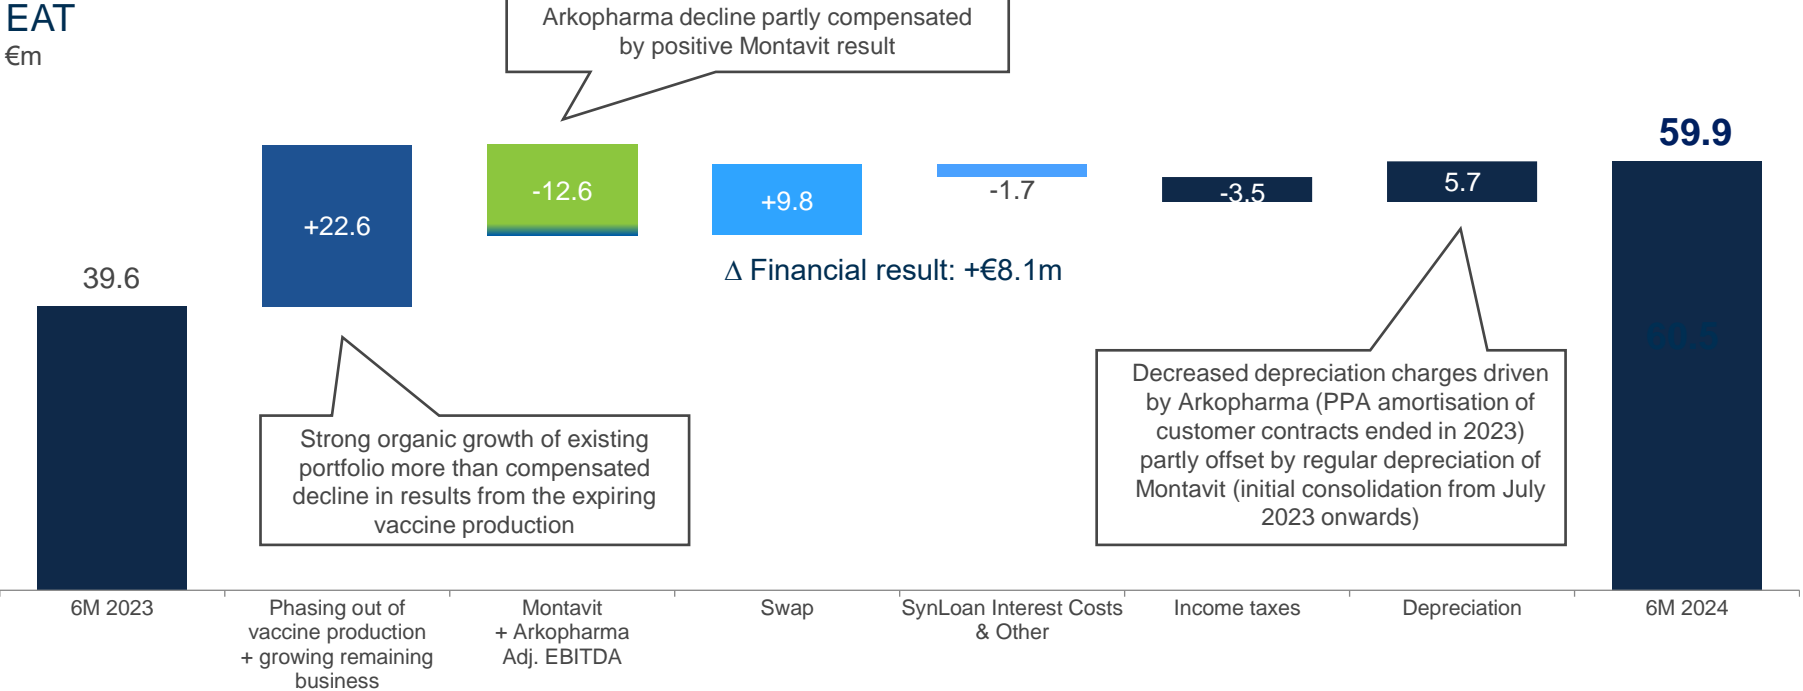 EAT
€m
Arkopharma decline partly compensated
by positive Montavit result
59.9
-12.6
+9.8
-1.7
-3.5
5.7
+22.6
39.6
Δ Financial result: +€8.1m
60.5
Strong organic growth of existing
portfolio more than compensated
decline in results from the expiring
vaccine production
Decreased depreciation charges driven
by Arkopharma (PPA amortisation of
customer contracts ended in 2023)
partly offset by regular depreciation of
Montavit (initial consolidation from July
2023 onwards)
6M 2023
Phasing out of
vaccine production
+ growing remaining
business
Montavit
+ Arkopharma
Adj. EBITDA
Swap
SynLoan Interest Costs
& Other
Income taxes
Depreciation
6M 2024